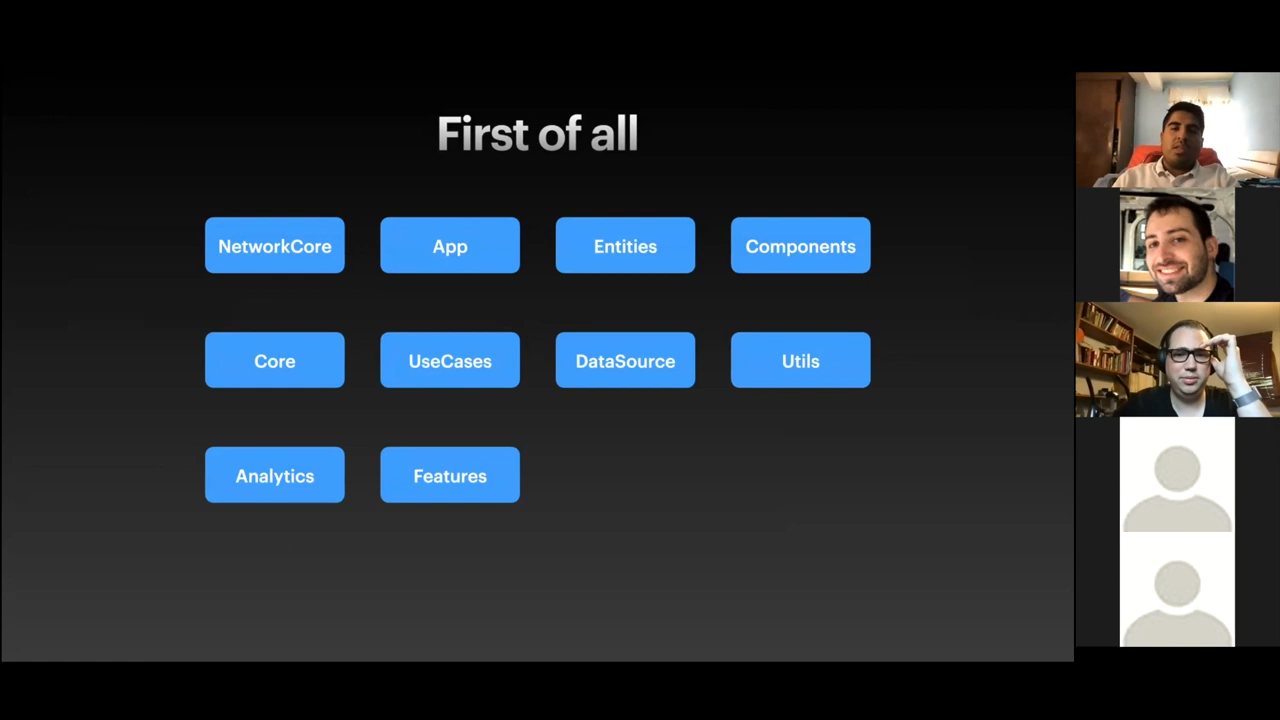 First of all
NetworkCore
App
Entities
Components
Core
UseCases
DataSource
Utils
Analytics
Features